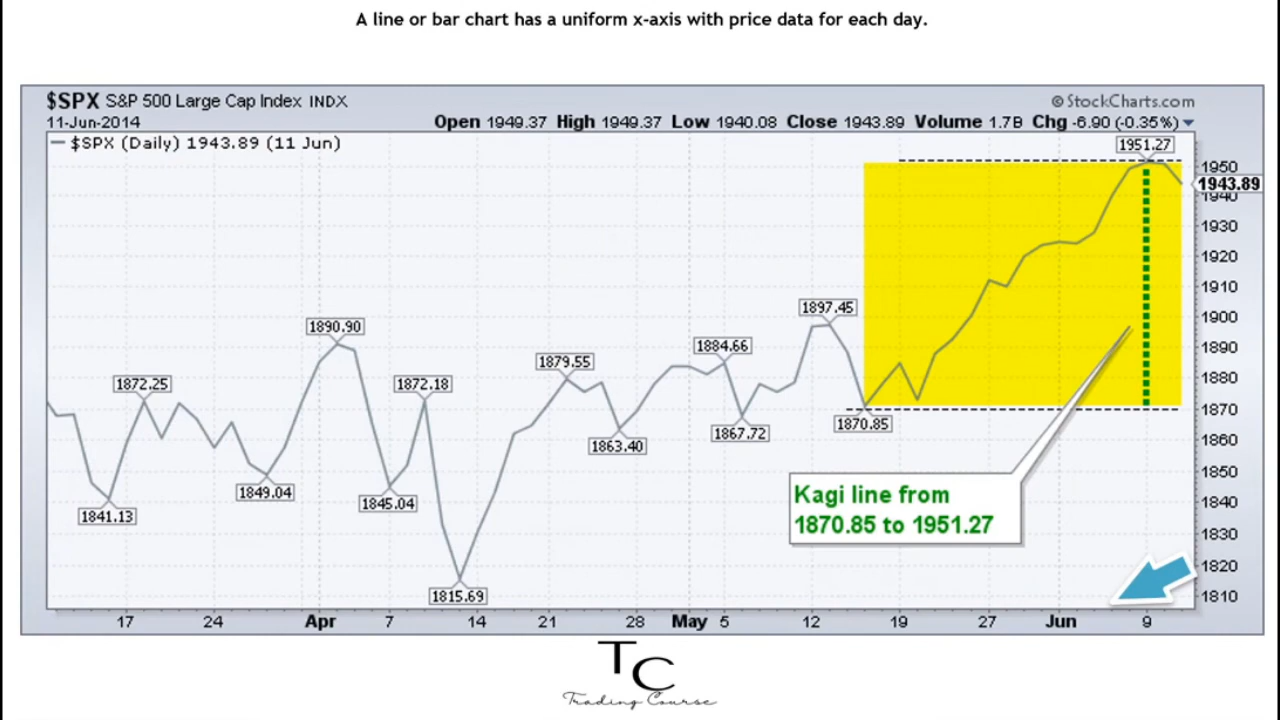 A line or bar chart has a uniform x-axis with price data for each day.
$SPX S&P 500 Large Cap Index INDX
© StockCharts.com
11-Jun-2014
Open 1949.37 High 1949.37 Low 1940.08 Close 1943.89 Volume 1.7B Chg -6.90 (-0.35%)
$SPX (Daily) 1943.89 (11 Jun)
1951.27
1950
1943.89
1940
1930
1920
1910
1897.45
1900
1890.90
1884.66
1890
1879.55
1872.25
1872.18
1880
1870
1870.85
1867.72
1863.40
1860
1849.04
1845.04
1850
1841.13
1840
Kagi line from
1870.85 to 1951.27
1830
1820
1815.69
1810
17 24 Apr 7 14 21 28 May 5 12 19 27 Jun 9
TC
Trading Course